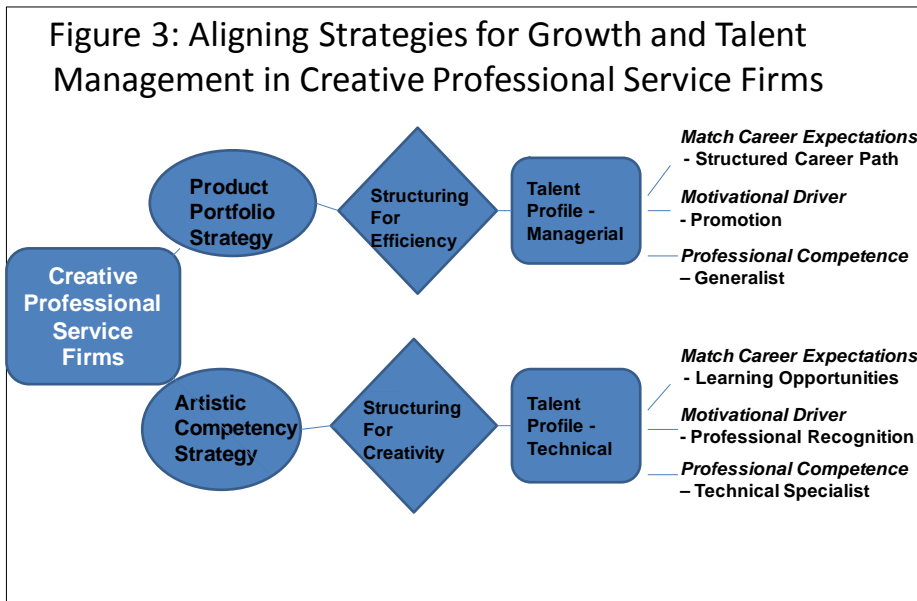 Figure 3: Aligning Strategies for Growth and Talent
Management in Creative Professional Service Firms
Creative
Professional
Service
Firms
Product
Portfolio
Strategy
Structuring
For
Efficiency
Talent
Profile -
Managerial
Match Career Expectations
- Structured Career Path
Motivational Driver
- Promotion
Professional Competence
– Generalist
Artistic
Competency
Strategy
Structuring
For
Creativity
Talent
Profile -
Technical
Match Career Expectations
- Learning Opportunities
Motivational Driver
- Professional Recognition
Professional Competence
– Technical Specialist